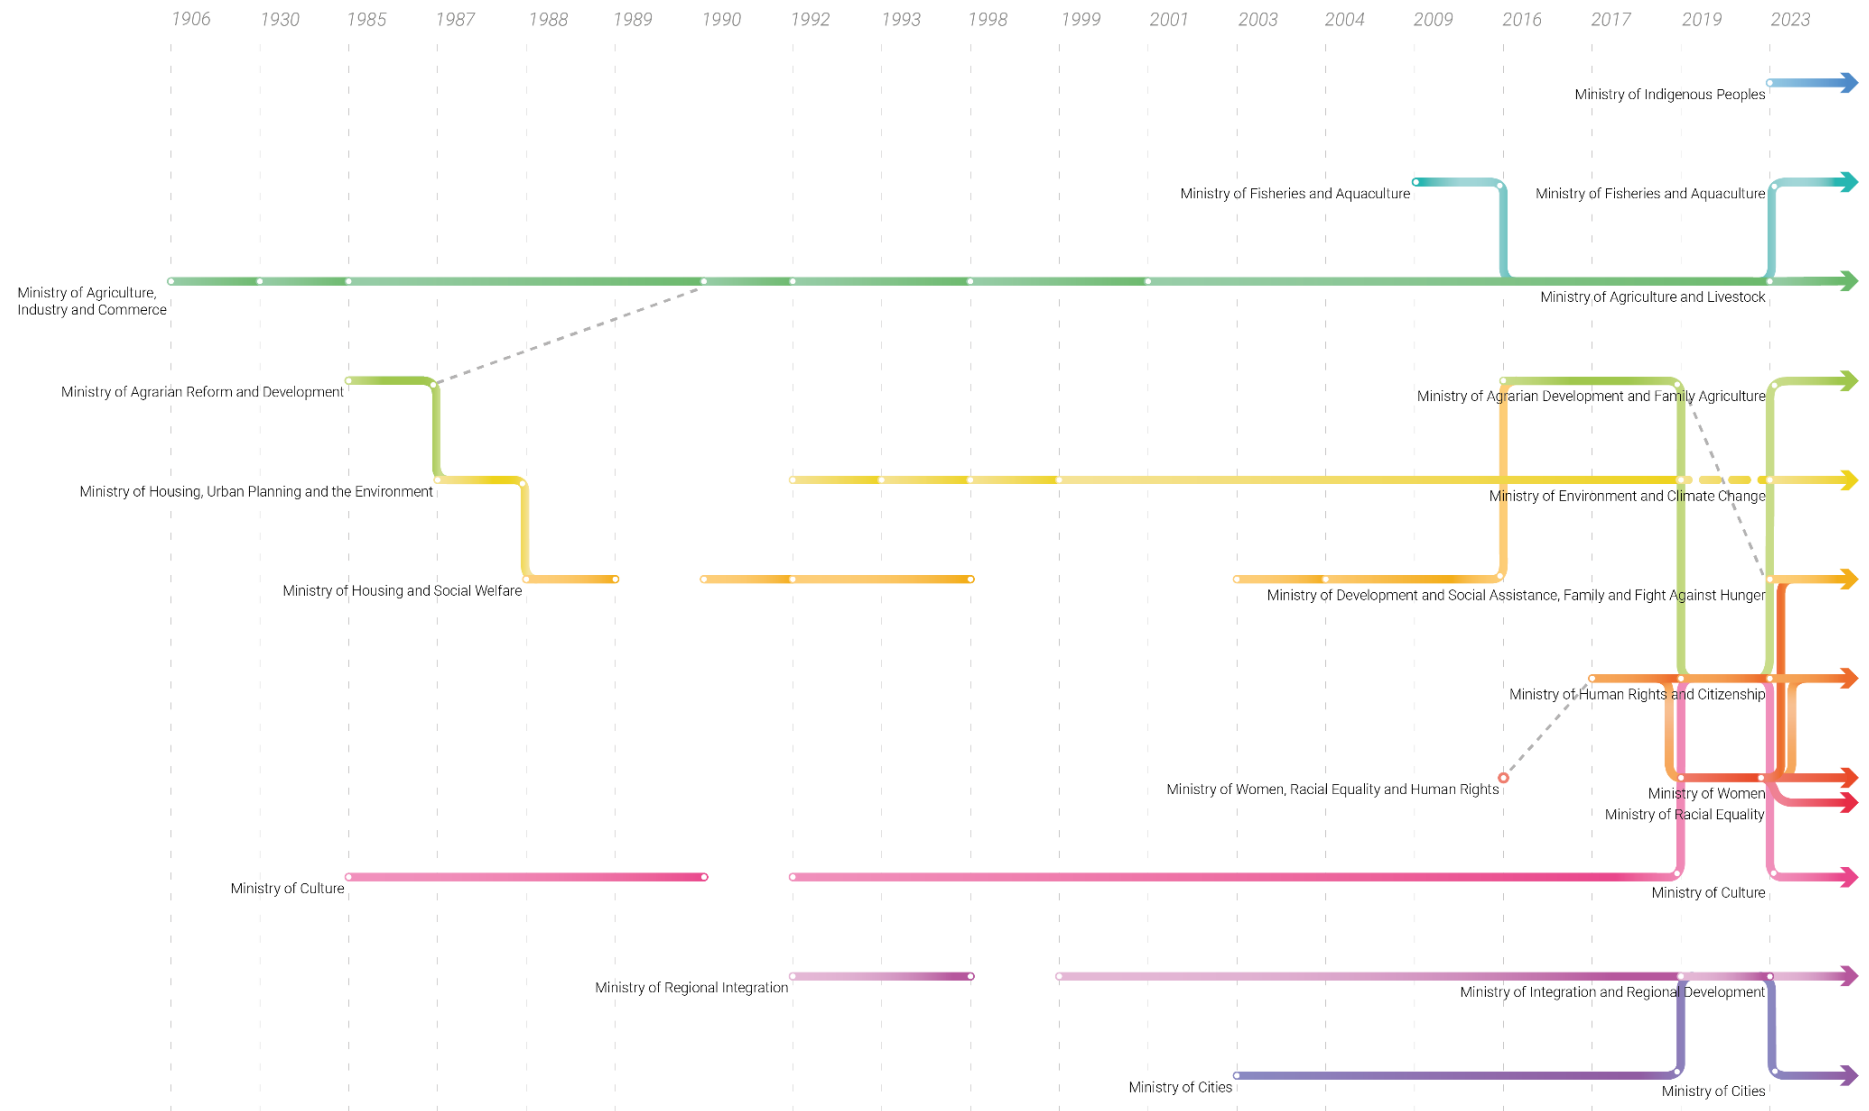 1906 1930 1985 1987 1988 1989 1990 1992 1993 1998 1999 2001 2003 2004 2009 2016 2017 2019 2023
Ministry of Indigenous Peoples
Ministry of Fisheries and Aquaculture
Ministry of Fisheries and Aquaculture
Ministry of Agriculture,
Industry and Commerce
Ministry of Agriculture and Livestock
Ministry of Agrarian Reform and Development
Ministry of Agrarian Development and Family Agriculture
Ministry of Housing, Urban Planning and the Environment
Ministry of Environment and Climate Change
Ministry of Housing and Social Welfare
Ministry of Development and Social Assistance, Family and Fight Against Hunger
Ministry of Human Rights and Citizenship
Ministry of Women, Racial Equality and Human Rights
Ministry of Women
Ministry of Racial Equality
Ministry of Culture
Ministry of Culture
Ministry of Regional Integration
Ministry of Integration and Regional Development
Ministry of Cities
Ministry of Cities